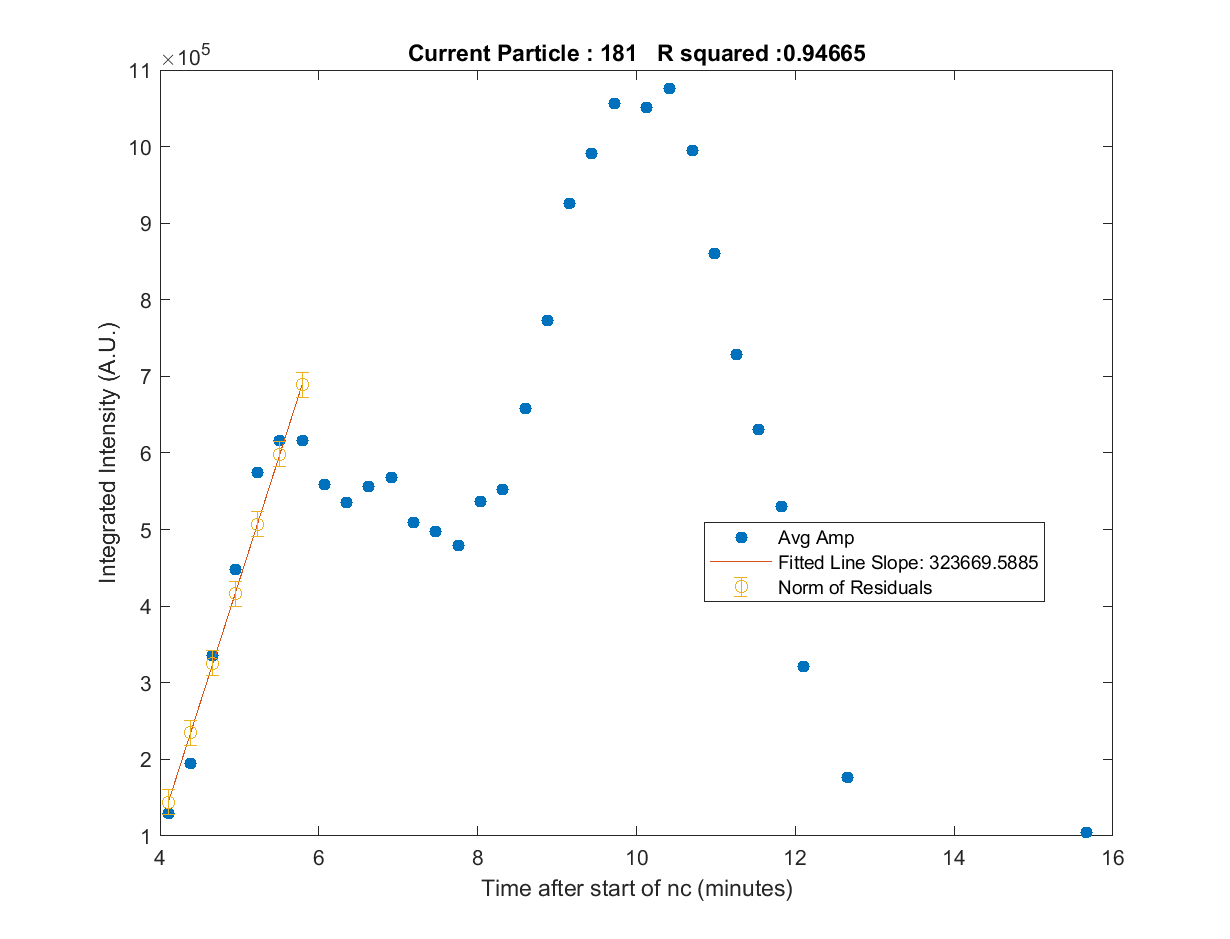 Current Particle : 181   R squared :0.94665
×10^5
11
10
9
8
7
6
5
4
3
2
1
Integrated Intensity (A.U.)
Avg Amp
Fitted Line Slope: 323669.5885
Norm of Residuals
4 6 8 10 12 14 16
Time after start of nc (minutes)